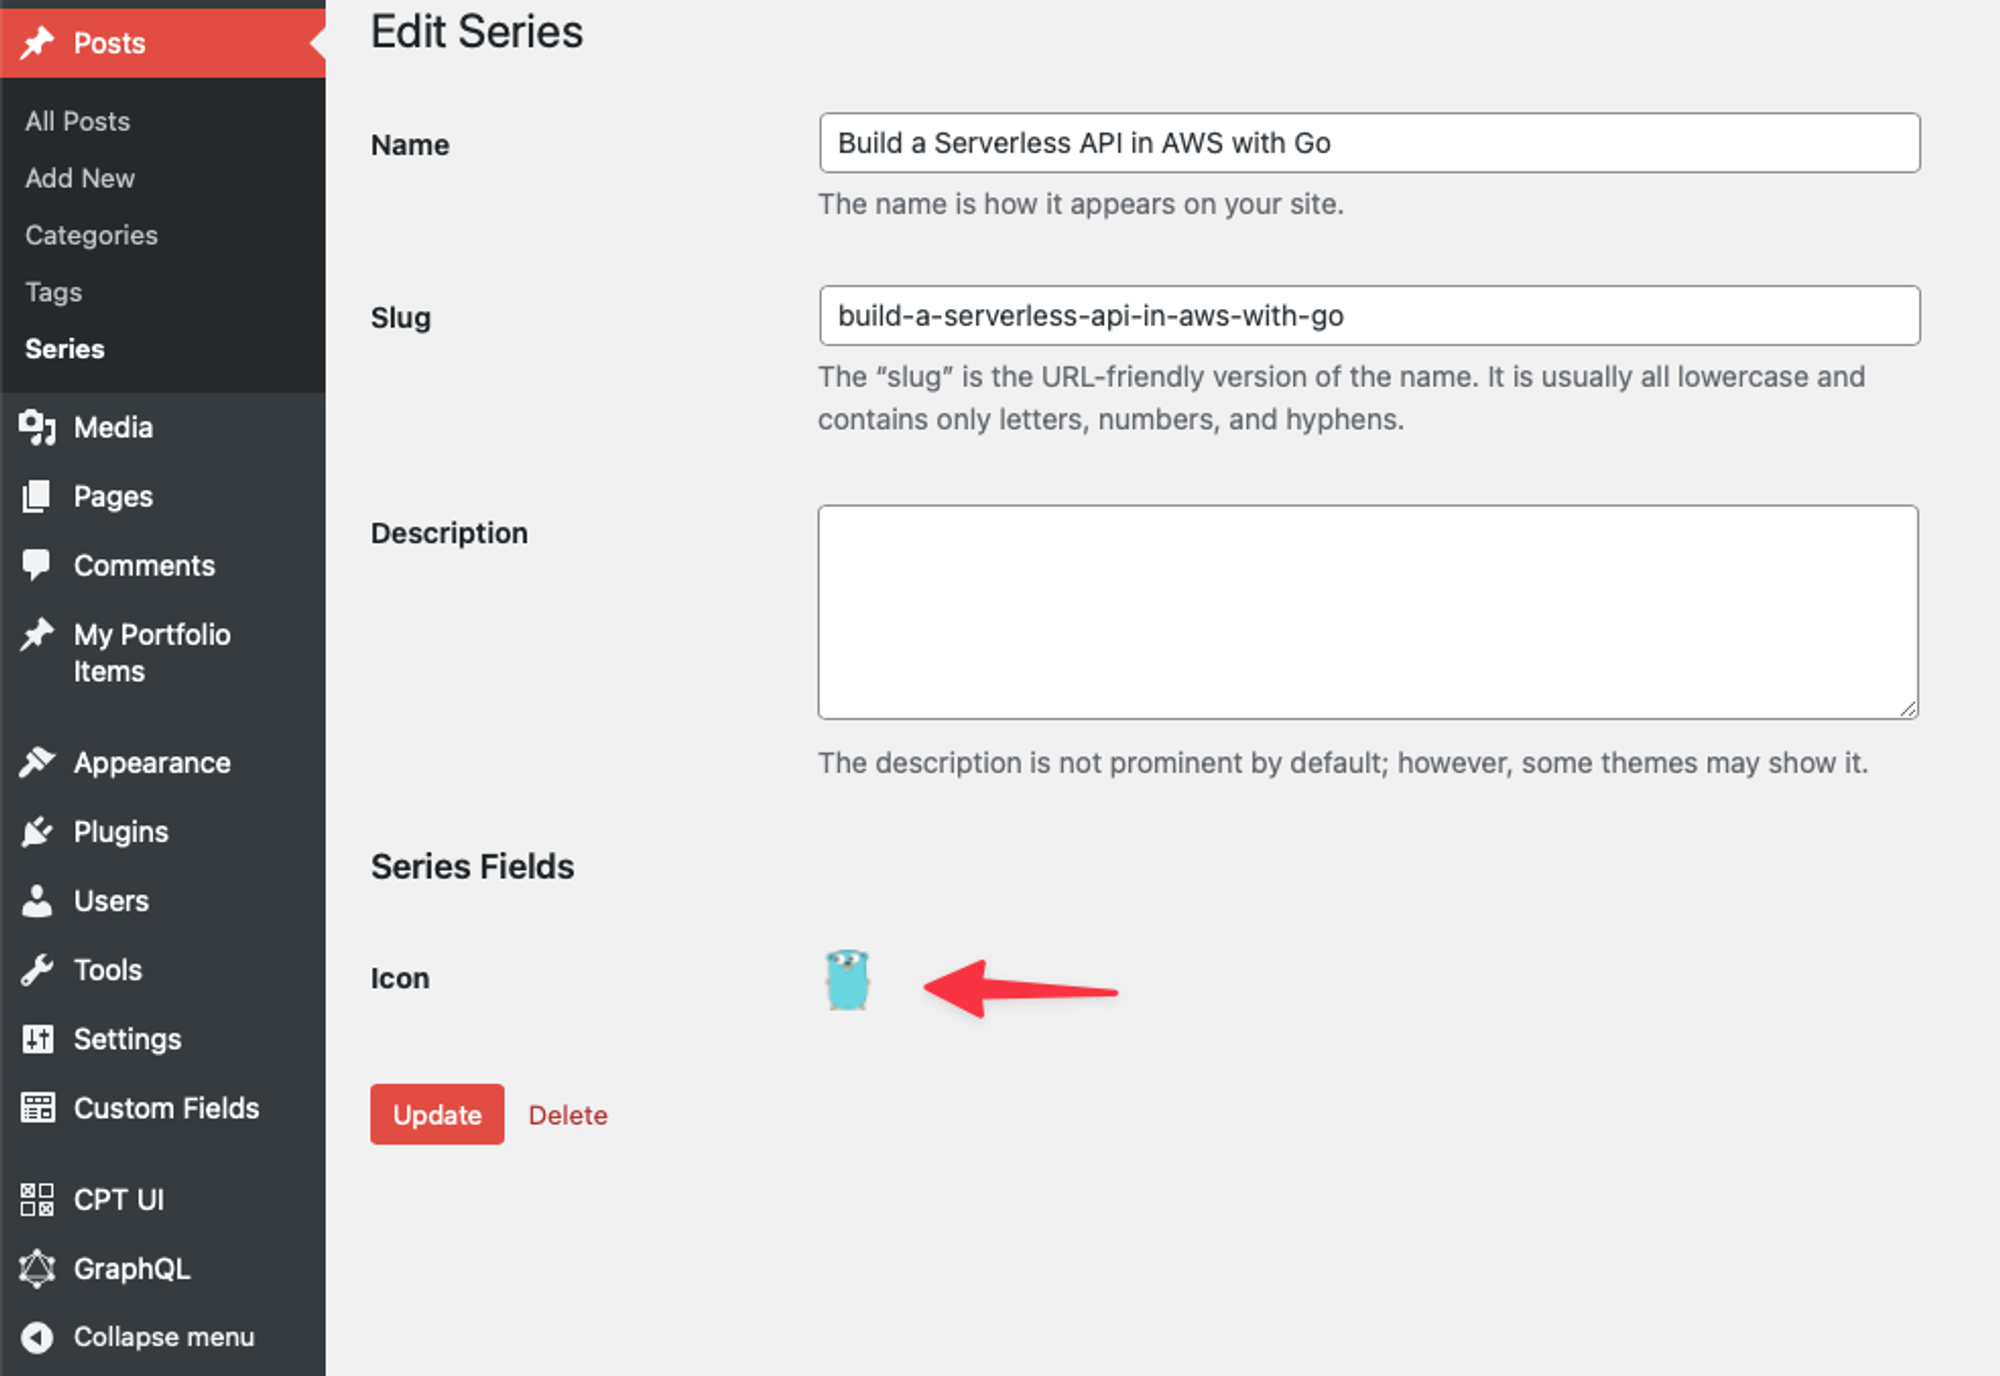 Posts
All Posts
Add New
Categories
Tags
Series
Media
Pages
Comments
My Portfolio
Items
Appearance
Plugins
Users
Tools
Settings
Custom Fields
CPT UI
GraphQL
Collapse menu
Edit Series
Name
Build a Serverless API in AWS with Go
The name is how it appears on your site.
Slug
build-a-serverless-api-in-aws-with-go
The “slug” is the URL-friendly version of the name. It is usually all lowercase and
contains only letters, numbers, and hyphens.
Description
The description is not prominent by default; however, some themes may show it.
Series Fields
Icon
Update Delete